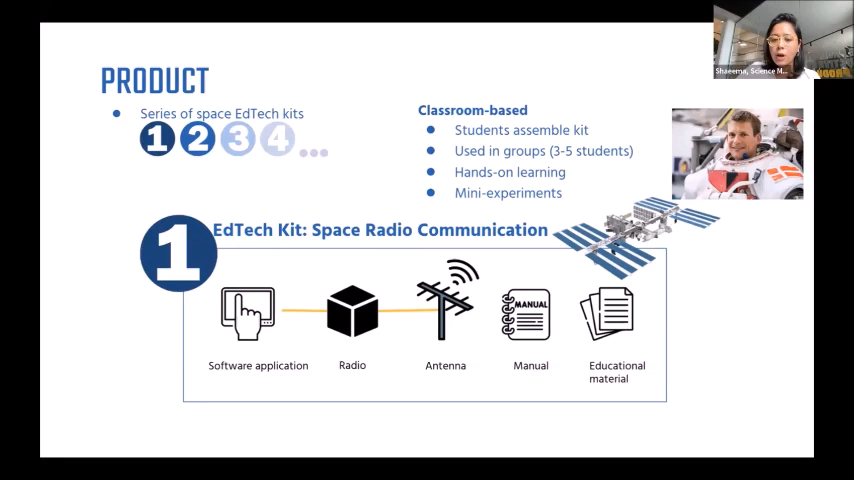 PRODUCT
Series of space EdTech kits
1 2 3 4
Classroom-based
Students assemble kit
Used in groups (3-5 students)
Hands-on learning
Mini-experiments
1
EdTech Kit: Space Radio Communication
MANUAL
Software application
Radio
Antenna
Manual
Educational
material
Shaeema, Science M...